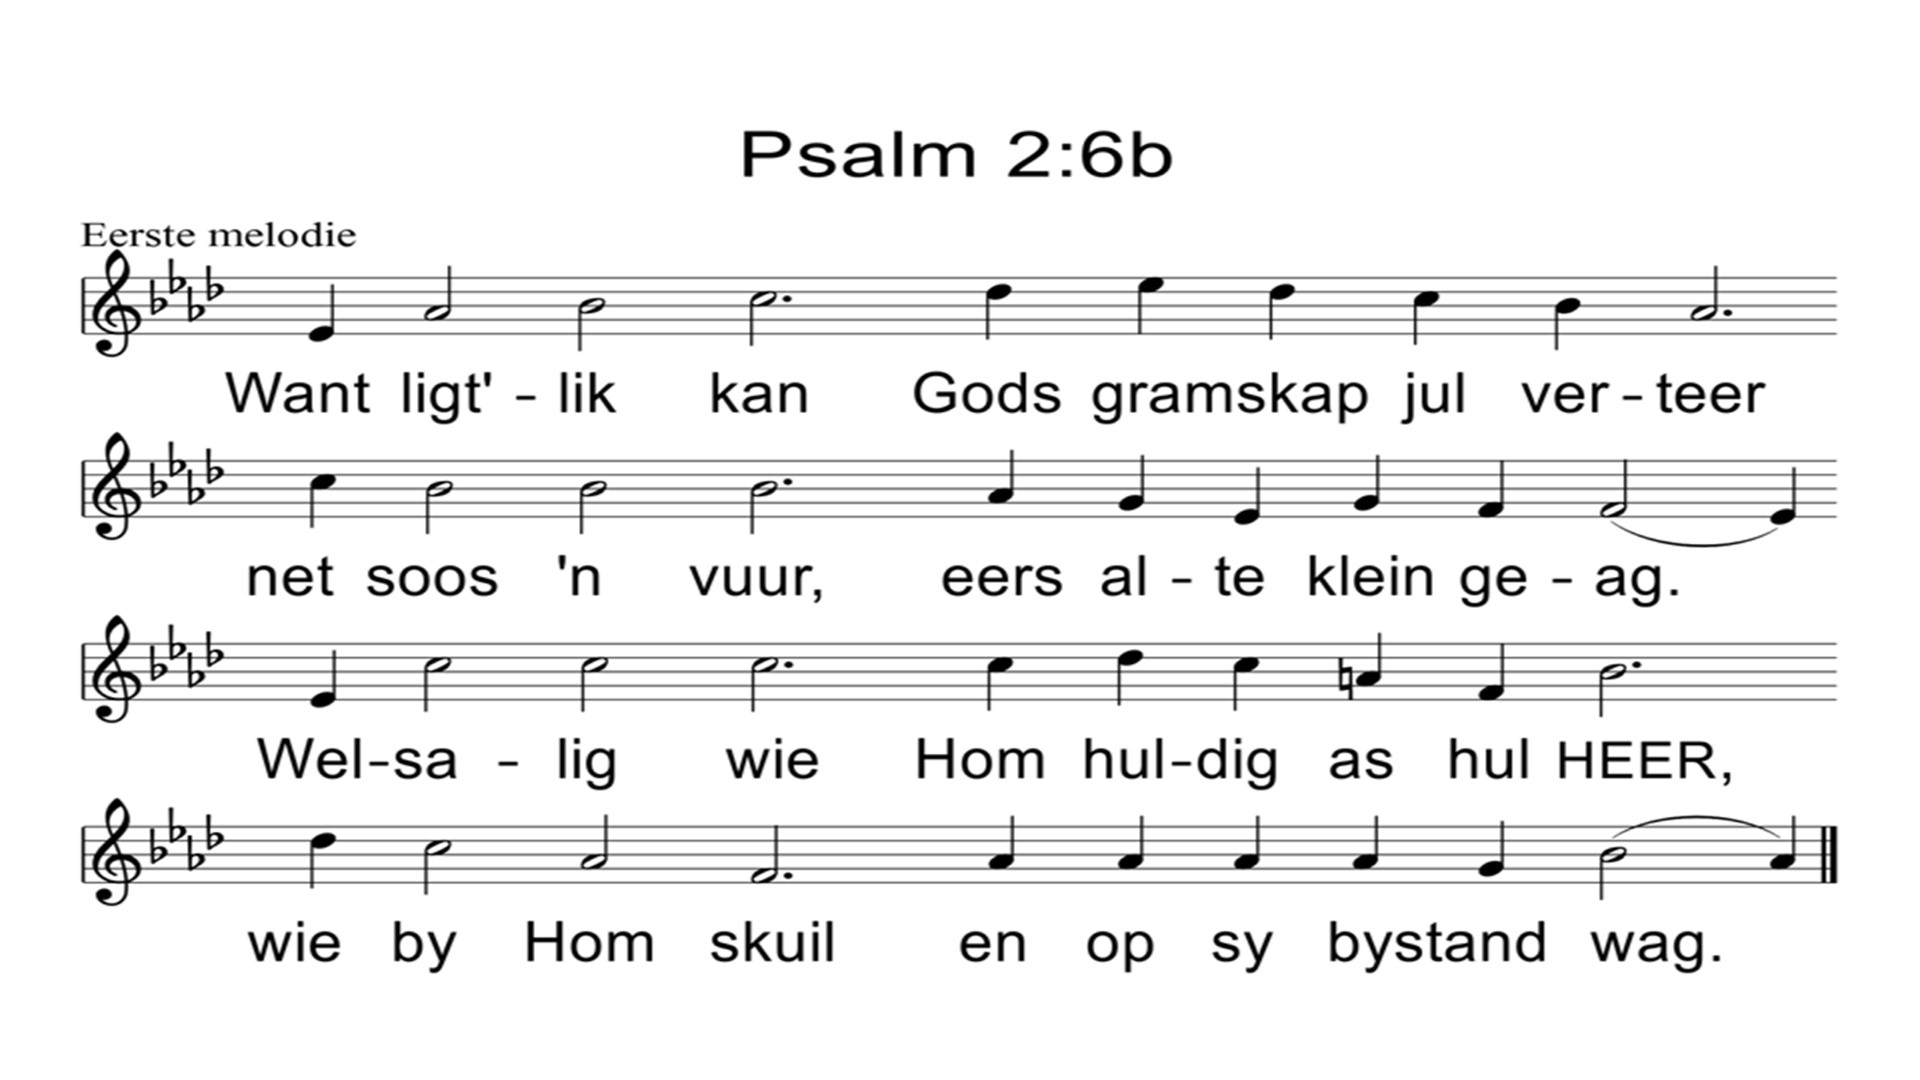 Psalm 2:6b
Eerste melodie
Want ligt' - lik kan Gods gramskap jul ver - teer
net soos 'n vuur, eers al - te klein ge - ag.
Wel-sa - lig wie Hom hul-dig as hul HEER,
wie by Hom skuil en op sy bystand wag.